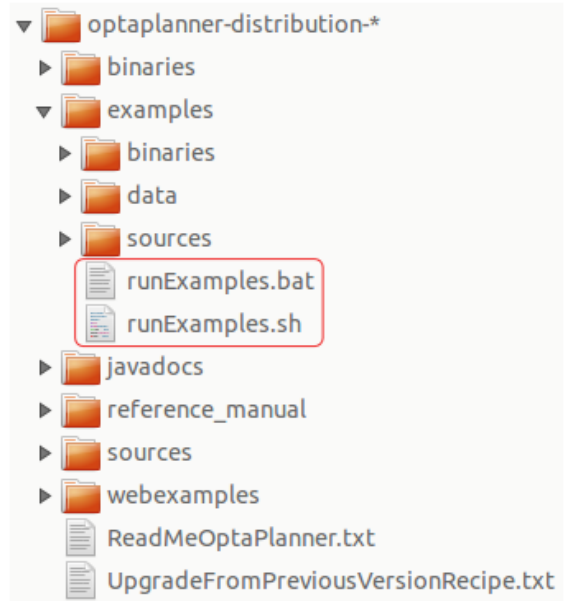 optaplanner-distribution-*
binaries
examples
binaries
data
sources
runExamples.bat
runExamples.sh
javadocs
reference_manual
sources
webexamples
ReadMeOptaPlanner.txt
UpgradeFromPreviousVersionRecipe.txt